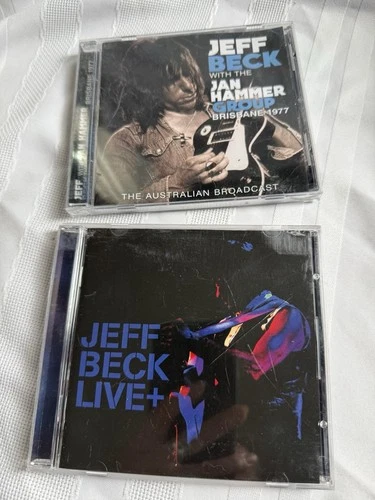 JEFF
BECK
WITH THE
JAN
HAMMER
GROUP
BRISBANE 1977
THE AUSTRALIAN BROADCAST
JEFF
BECK
LIVE+